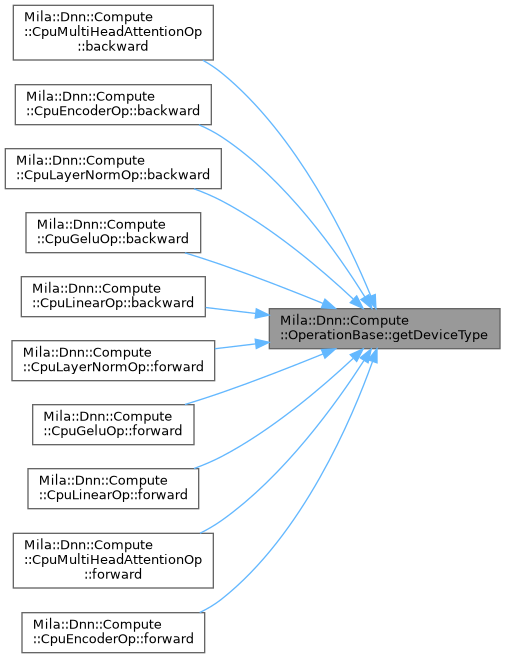 Mila::Dnn::Compute
::CpuMultiHeadAttentionOp
::backward
Mila::Dnn::Compute
::CpuEncoderOp::backward
Mila::Dnn::Compute
::CpuLayerNormOp::backward
Mila::Dnn::Compute
::CpuGeluOp::backward
Mila::Dnn::Compute
::CpuLinearOp::backward
Mila::Dnn::Compute
::OperationBase::getDeviceType
Mila::Dnn::Compute
::CpuLayerNormOp::forward
Mila::Dnn::Compute
::CpuGeluOp::forward
Mila::Dnn::Compute
::CpuLinearOp::forward
Mila::Dnn::Compute
::CpuMultiHeadAttentionOp
::forward
Mila::Dnn::Compute
::CpuEncoderOp::forward